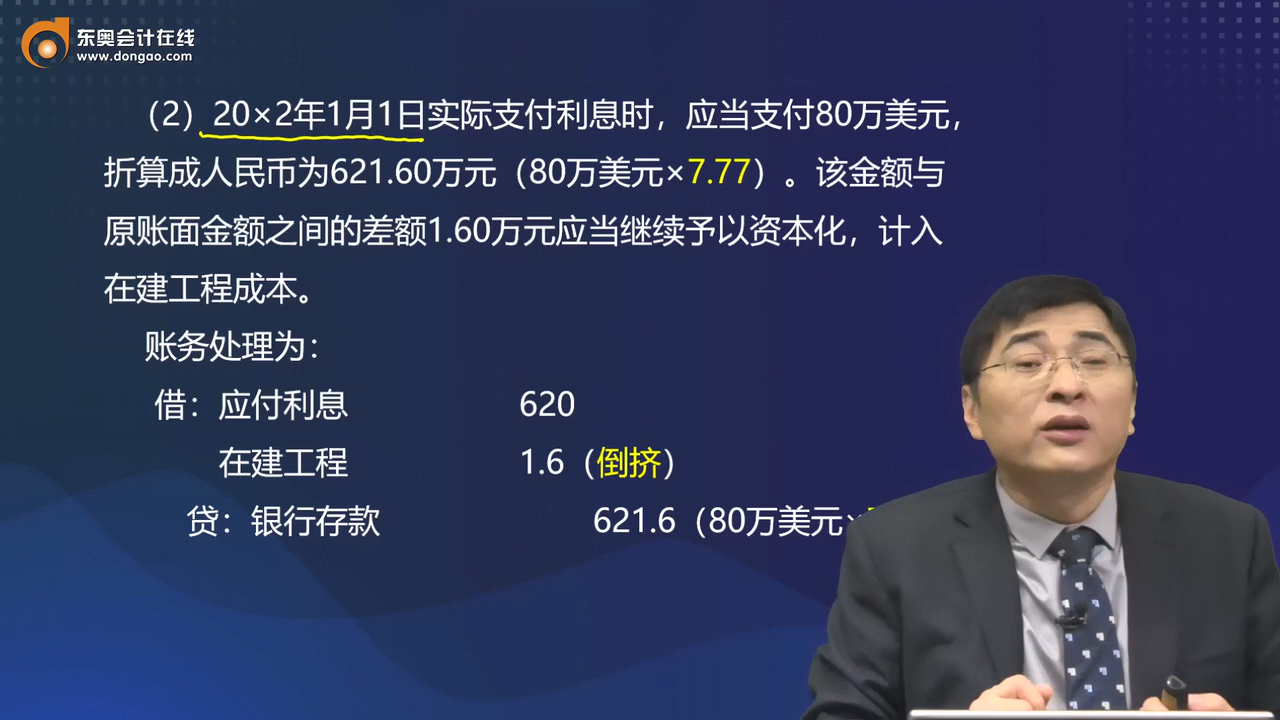 东奥会计在线
www.dongao.com
（2）20×2年1月1日实际支付利息时，应当支付80万美元，
折算成人民币为621.60万元（80万美元×7.77）。该金额与
原账面金额之间的差额1.60万元应当继续予以资本化，计入
在建工程成本。
账务处理为：
借：应付利息 620
在建工程 1.6（倒挤）
贷：银行存款 621.6（80万美元×